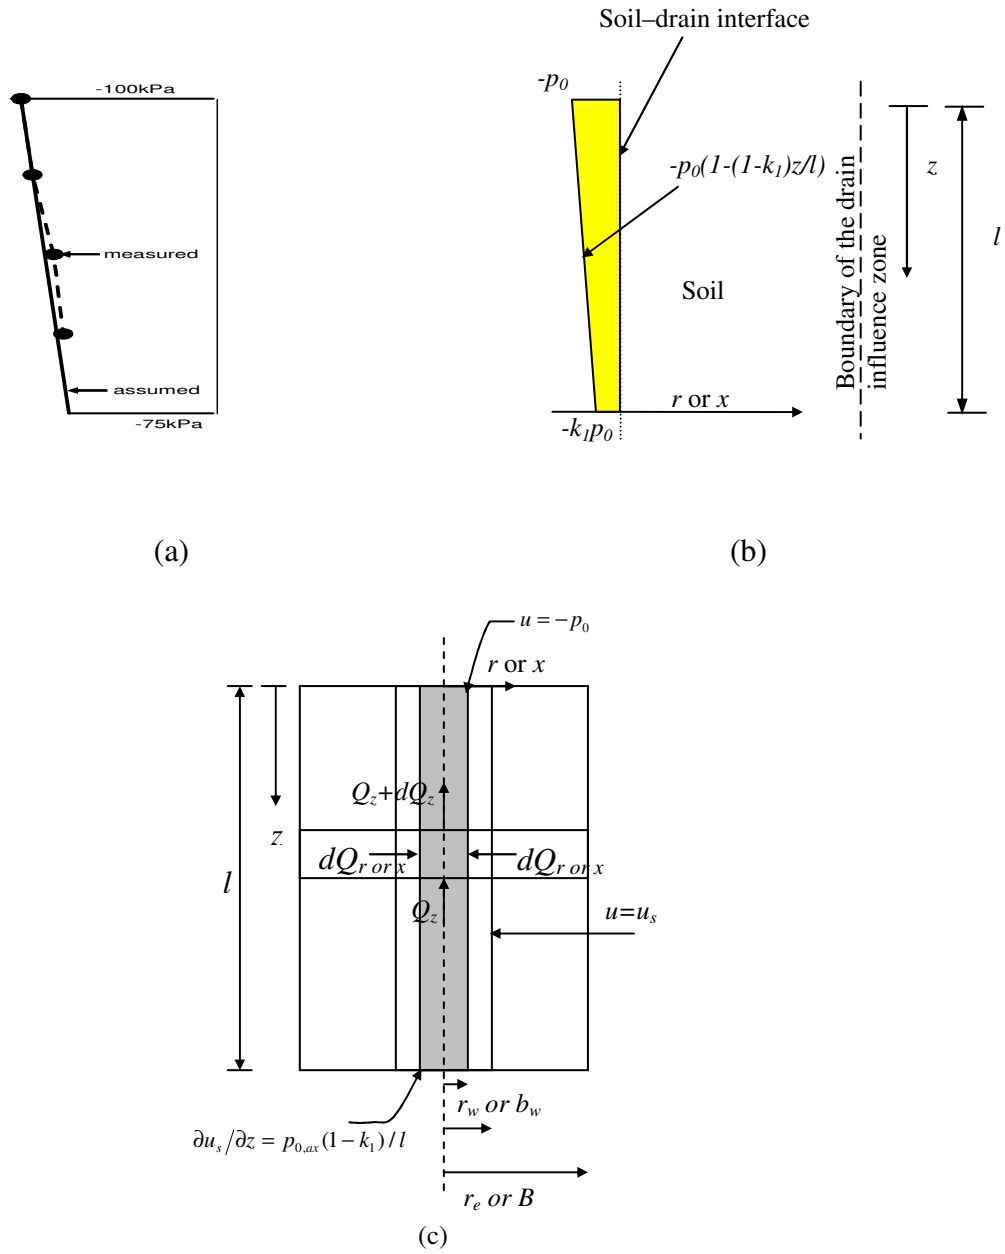 -100kPa
measured
assumed
-75kPa
(a)
Soil–drain interface
-p0
-p0(1-(1-k1)z/l)
z
l
Soil
Boundary of the drain
influence zone
r or x
-k1p0
(b)
u = −p0
r or x
Qz+dQz
z
dQr or x
dQr or x
l
Qz
u=us
rw or bw
∂us/∂z = p0,ax(1 − k1) / l
re or B
(c)